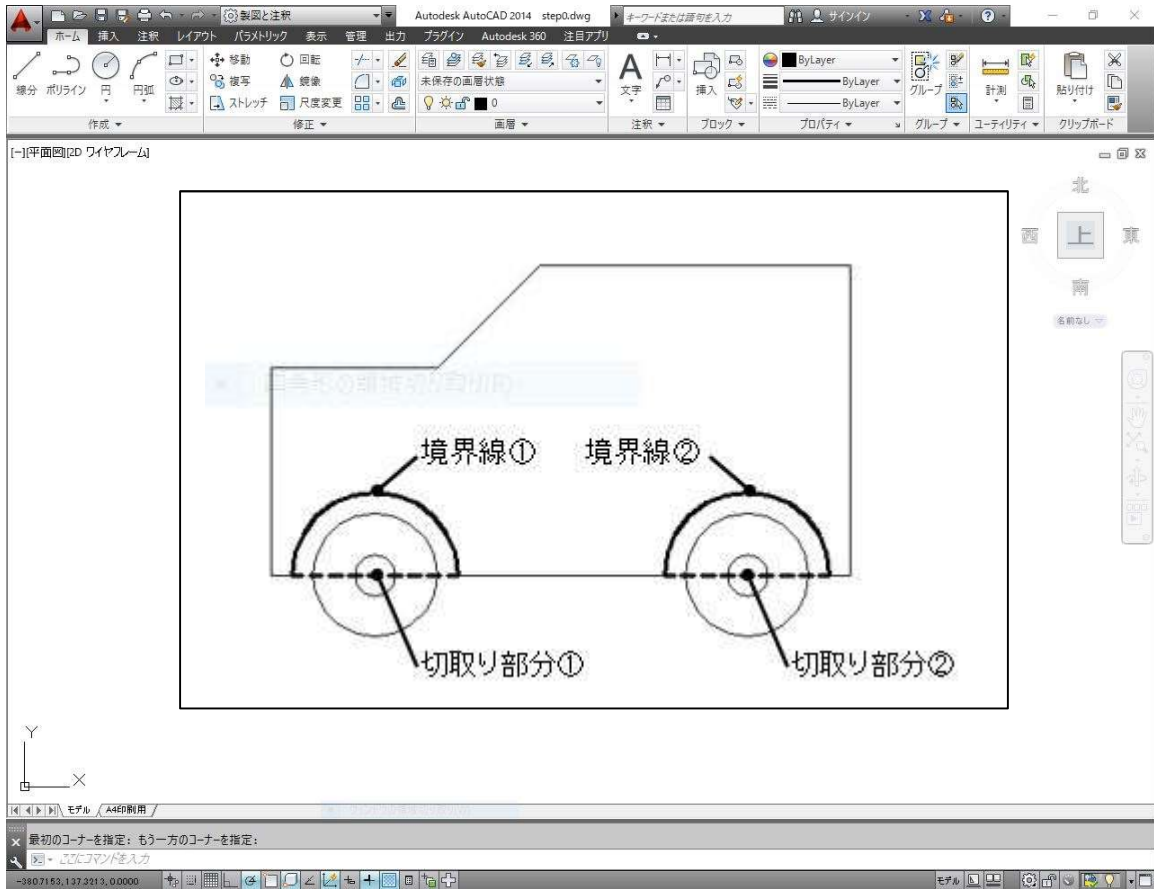 製図と注釈
Autodesk AutoCAD 2014 step0.dwg
キーワードまたは語句を入力
サインイン
ホーム 挿入 注釈 レイアウト パラメトリック 表示 管理 出力 プラグイン Autodesk 360 注目アプリ
線分 ポリライン 円 円弧
移動 回転
複写 鏡像
ストレッチ 尺度変更
未保存の画層状態
0
文字
挿入
ByLayer
ByLayer
ByLayer
グループ
計測
貼り付け
作成 修正 画層 注釈 ブロック プロパティ グループ ユーティリティ クリップボード
[-][平面図][2D ワイヤフレーム]
北
西 上 東
南
名前なし
境界線① 境界線②
切取り部分① 切取り部分②
Y
X
モデル A4印刷用
最初のコーナーを指定: もう一方のコーナーを指定:
ここにコマンドを入力
-380.7153, 137.3213, 0.0000
モデル